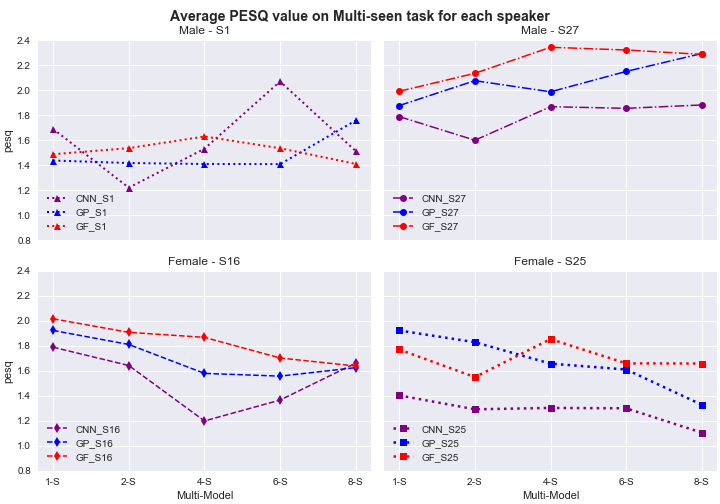 Average PESQ value on Multi-seen task for each speaker
Male - S1
Male - S27
2.4
2.2
2.0
1.8
1.6
1.4
1.2
1.0
0.8
pesq
CNN_S1
GP_S1
GF_S1
CNN_S27
GP_S27
GF_S27
Female - S16
Female - S25
2.4
2.2
2.0
1.8
1.6
1.4
1.2
1.0
0.8
pesq
CNN_S16
GP_S16
GF_S16
CNN_S25
GP_S25
GF_S25
1-S 2-S 4-S 6-S 8-S
1-S 2-S 4-S 6-S 8-S
Multi-Model
Multi-Model